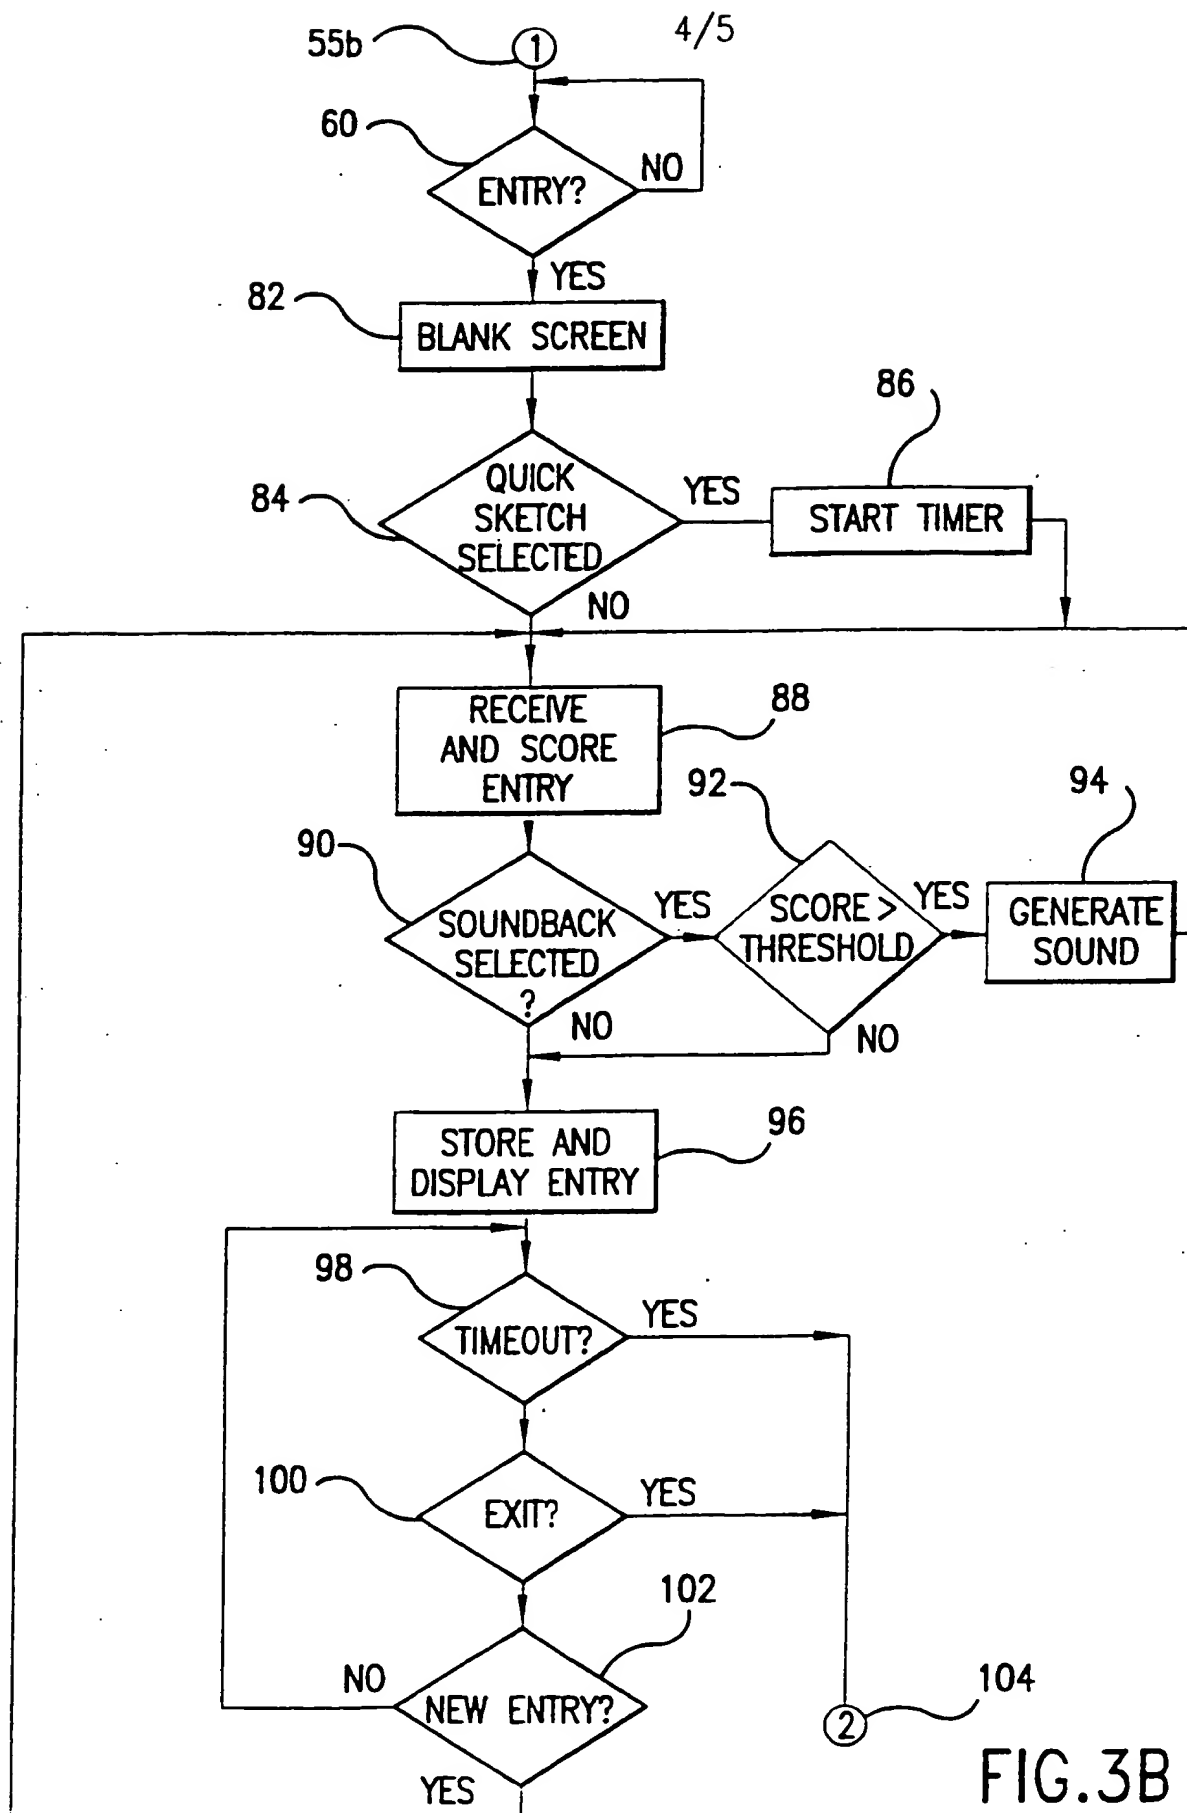 55b
1
4/5
60
ENTRY?
NO
YES
82
BLANK SCREEN
86
84
QUICK
SKETCH
SELECTED
YES
START TIMER
NO
RECEIVE
AND SCORE
ENTRY
88
92
94
90
SOUNDBACK
SELECTED
?
YES
SCORE >
THRESHOLD
YES
GENERATE
SOUND
NO
NO
STORE AND
DISPLAY ENTRY
96
98
TIMEOUT?
YES
100
EXIT?
YES
102
NO
NEW ENTRY?
104
2
YES
FIG.3B